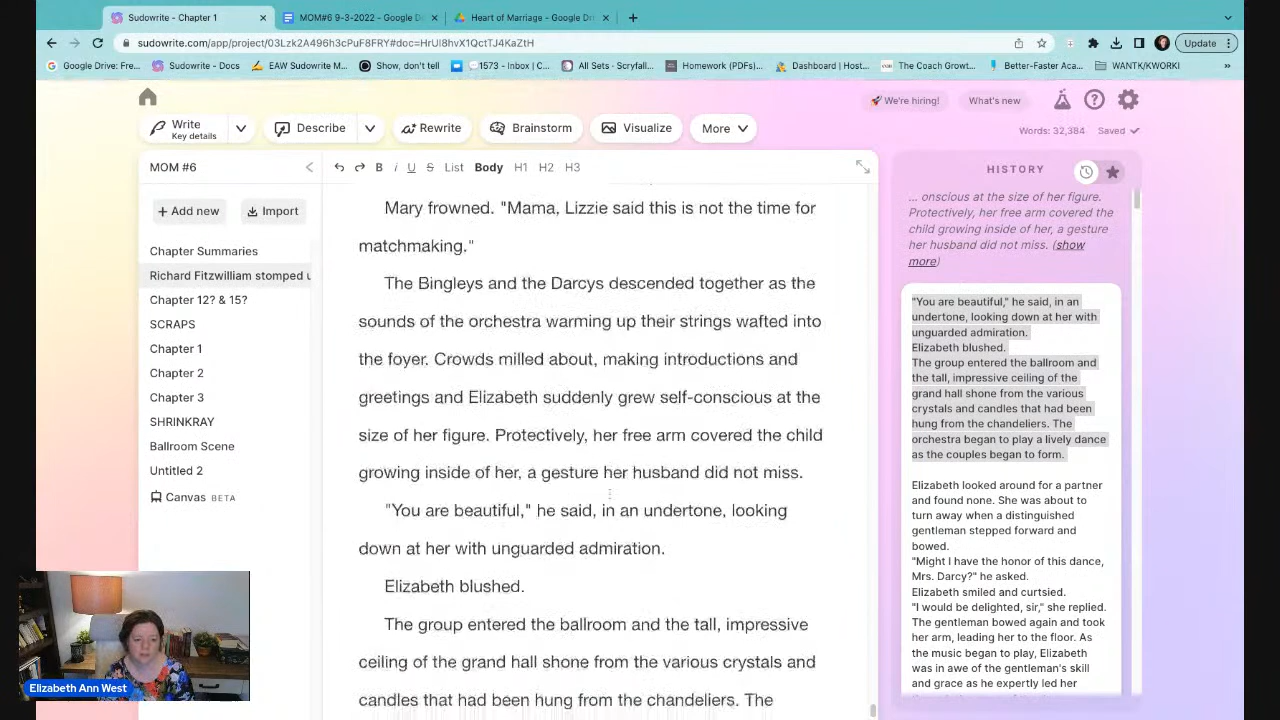 Sudowrite - Chapter 1
MOM#6 9-3-2022 - Google D
Heart of Marriage - Google Dr
sudowrite.com/app/project/03Lzk2A496h3cPuF8FRY#doc=HrUI8hvX1QctTJ4KaZtH
Update
Google Drive: Fre...
Sudowrite - Docs
EAW Sudowrite M...
Show, don't tell
1573 - Inbox | C...
All Sets · Scryfall...
Homework (PDFs)...
Dashboard | Host...
The Coach Growt...
Better-Faster Aca...
WANTK/KWORKI
»
We're hiring!
What's new
Write
Key details
Describe
Rewrite
Brainstorm
Visualize
More
Words: 32,384
Saved
MOM #6
B i U S List Body H1 H2 H3
HISTORY
+ Add new
Import
Chapter Summaries
Richard Fitzwilliam stomped u
Chapter 12? & 15?
SCRAPS
Chapter 1
Chapter 2
Chapter 3
SHRINKRAY
Ballroom Scene
Untitled 2
Canvas BETA
Mary frowned. "Mama, Lizzie said this is not the time for
matchmaking."
The Bingleys and the Darcys descended together as the
sounds of the orchestra warming up their strings wafted into
the foyer. Crowds milled about, making introductions and
greetings and Elizabeth suddenly grew self-conscious at the
size of her figure. Protectively, her free arm covered the child
growing inside of her, a gesture her husband did not miss.
"You are beautiful," he said, in an undertone, looking
down at her with unguarded admiration.
Elizabeth blushed.
The group entered the ballroom and the tall, impressive
ceiling of the grand hall shone from the various crystals and
candles that had been hung from the chandeliers. The
... onscious at the size of her figure.
Protectively, her free arm covered the
child growing inside of her, a gesture
her husband did not miss. (show
more)
"You are beautiful," he said, in an
undertone, looking down at her with
unguarded admiration.
Elizabeth blushed.
The group entered the ballroom and
the tall, impressive ceiling of the
grand hall shone from the various
crystals and candles that had been
hung from the chandeliers. The
orchestra began to play a lively dance
as the couples began to form.
Elizabeth looked around for a partner
and found none. She was about to
turn away when a distinguished
gentleman stepped forward and
bowed.
"Might I have the honor of this dance,
Mrs. Darcy?" he asked.
Elizabeth smiled and curtsied.
"I would be delighted, sir," she replied.
The gentleman bowed again and took
her arm, leading her to the floor. As
the music began to play, Elizabeth
was in awe of the gentleman's skill
and grace as he expertly led her
Elizabeth Ann West